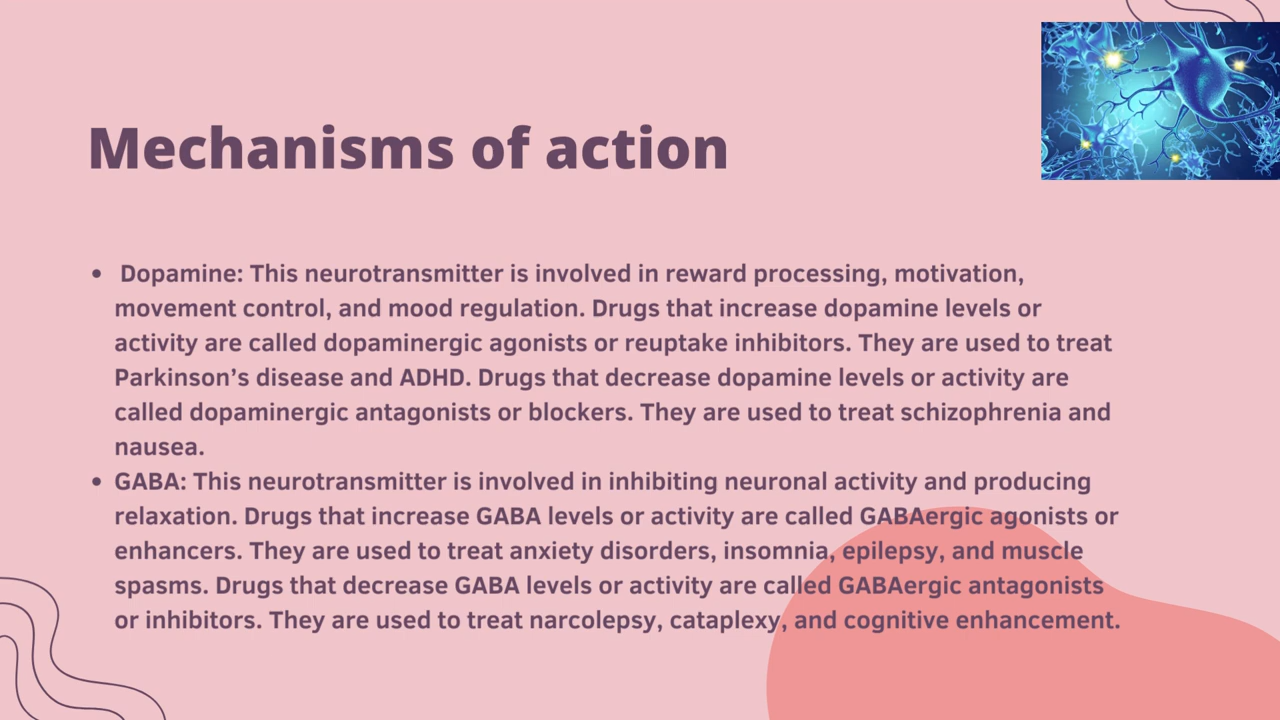 Mechanisms of action
• Dopamine: This neurotransmitter is involved in reward processing, motivation,
movement control, and mood regulation. Drugs that increase dopamine levels or
activity are called dopaminergic agonists or reuptake inhibitors. They are used to treat
Parkinson’s disease and ADHD. Drugs that decrease dopamine levels or activity are
called dopaminergic antagonists or blockers. They are used to treat schizophrenia and
nausea.
• GABA: This neurotransmitter is involved in inhibiting neuronal activity and producing
relaxation. Drugs that increase GABA levels or activity are called GABAergic agonists or
enhancers. They are used to treat anxiety disorders, insomnia, epilepsy, and muscle
spasms. Drugs that decrease GABA levels or activity are called GABAergic antagonists
or inhibitors. They are used to treat narcolepsy, cataplexy, and cognitive enhancement.